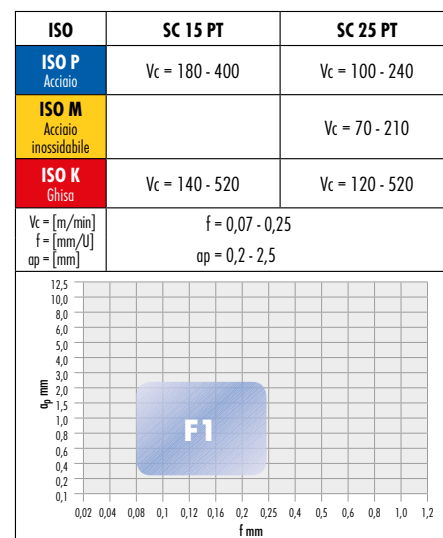 ISO SC 15 PT SC 25 PT
ISO P
Acciaio
Vc = 180 - 400 Vc = 100 - 240
ISO M
Acciaio
inossidabile
Vc = 70 - 210
ISO K
Ghisa
Vc = 140 - 520 Vc = 120 - 520
Vc = [m/min]
f = [mm/U]
ap = [mm]
f = 0,07 - 0,25
ap = 0,2 - 2,5
ap mm
12,5
10,0
8,0
6,0
5,0
4,0
3,0
2,0
1,5
1,0
0,8
0,6
0,4
0,2
0,1
F1
0,02 0,04 0,08 0,1 0,12 0,16 0,2 0,25 0,4 0,5 0,6 0,8 1,0 1,2
f mm